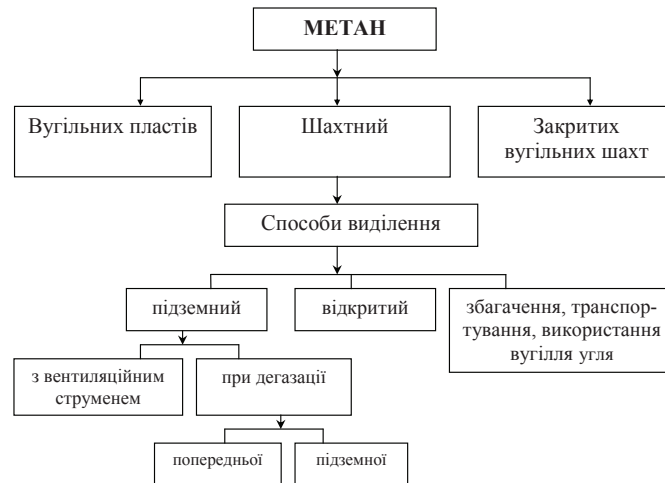 МЕТАН
Вугільних пластів
Шахтний
Закритих
вугільних шахт
Способи виділення
підземний
відкритий
збагачення, транспор-
тування, використання
вугілля угля
з вентиляційним
струменем
при дегазації
попередньої
підземної